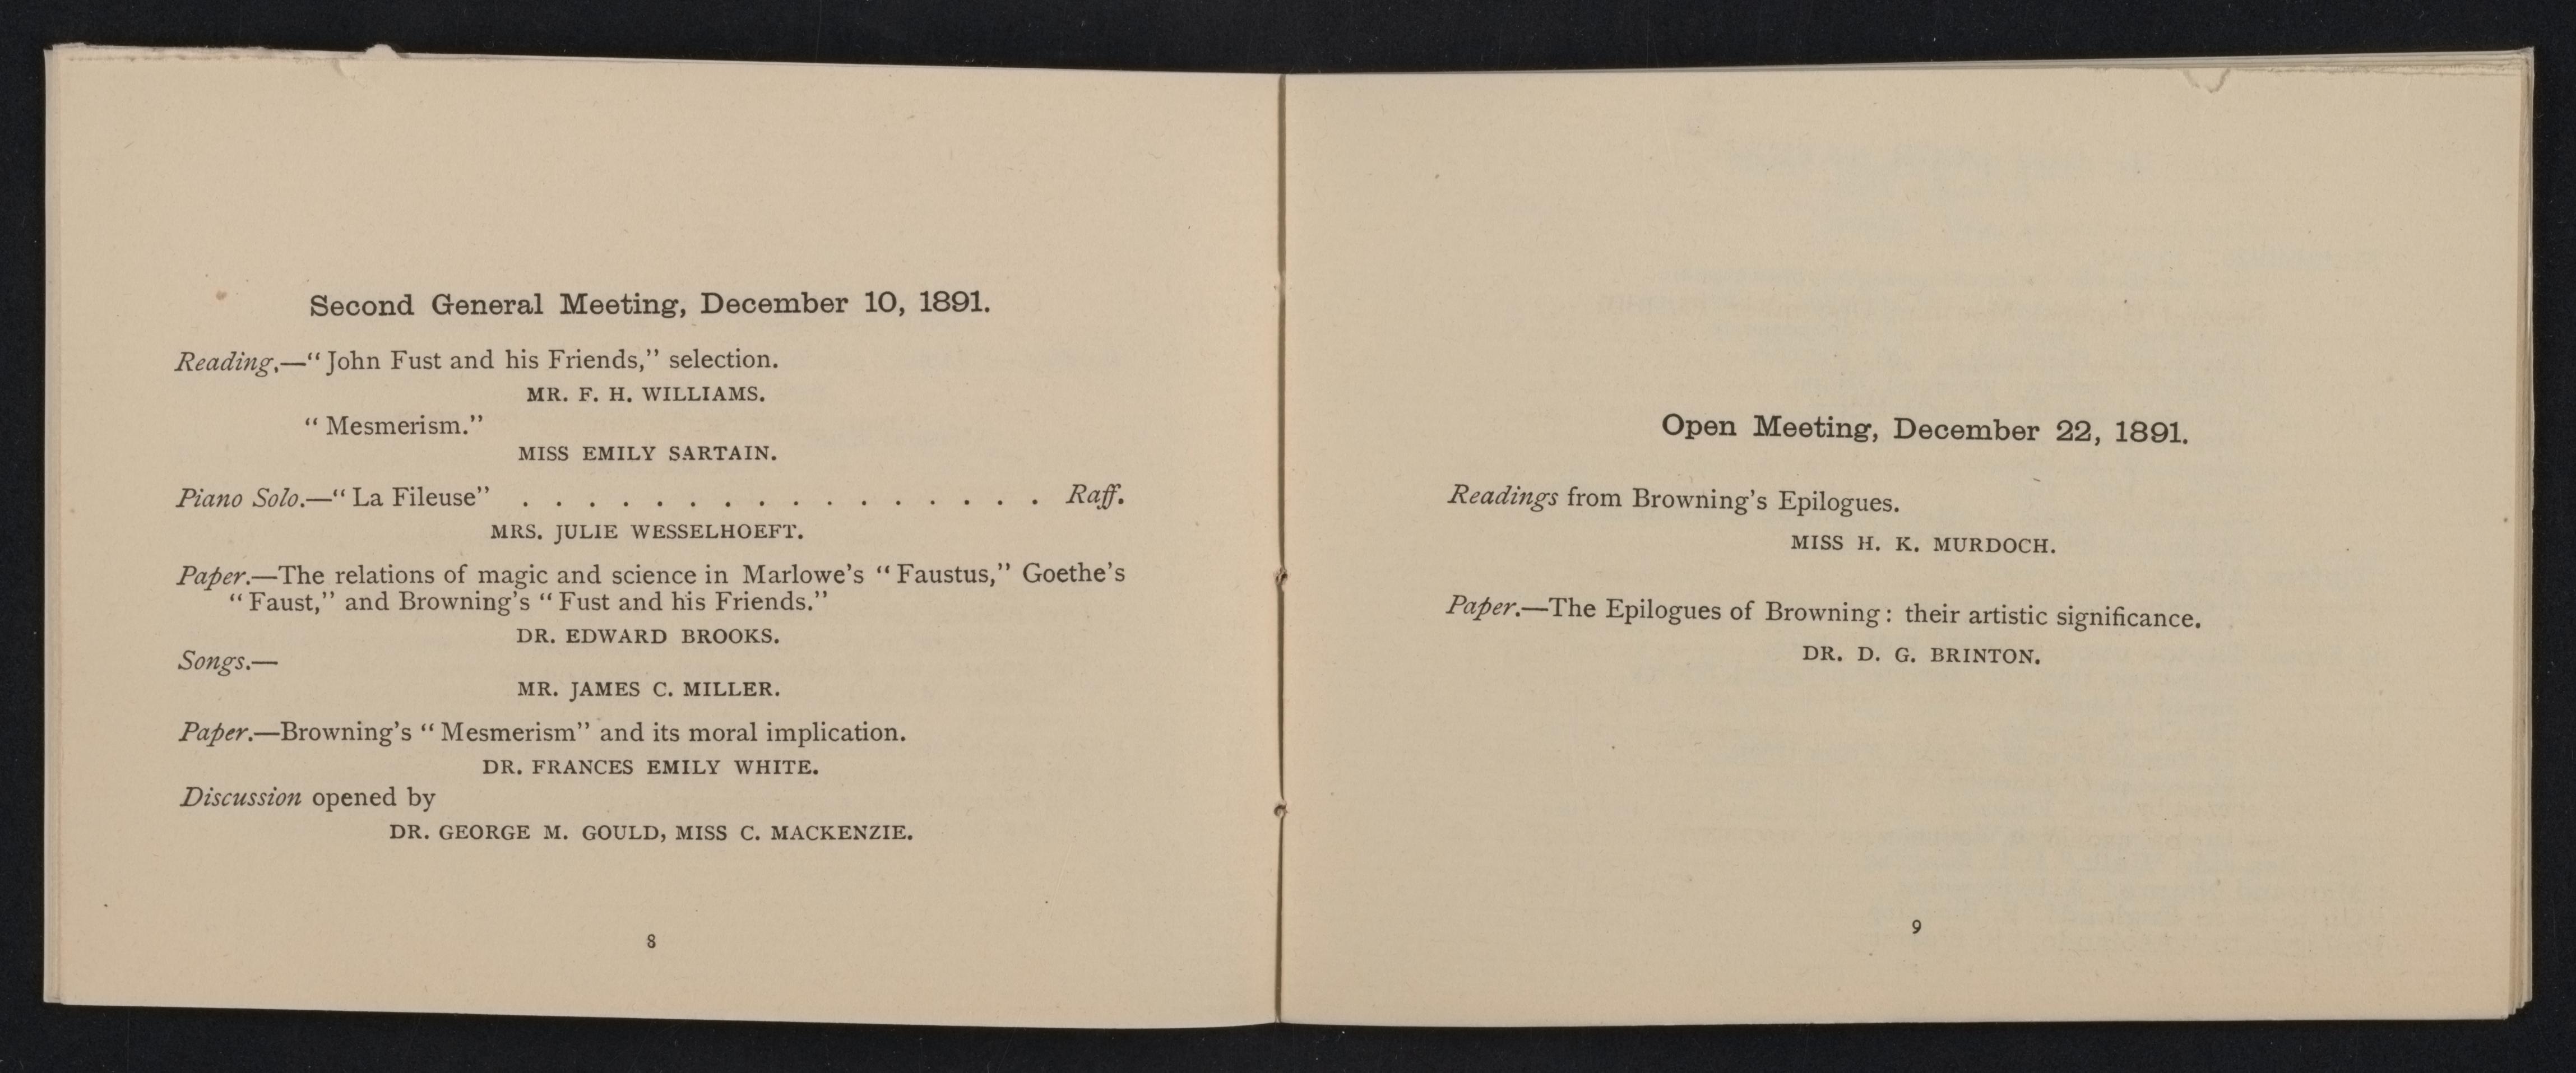 Second General Meeting, December 10, 1891.
Reading.—“John Fust and his Friends,” selection.
MR. F. H. WILLIAMS.
“Mesmerism.”
MISS EMILY SARTAIN.
Piano Solo.—“La Fileuse” . . . . . . . . . . . . . . . . Raff.
MRS. JULIE WESSELHOEFT.
Paper.—The relations of magic and science in Marlowe’s “Faustus,” Goethe’s
“Faust,” and Browning’s “Fust and his Friends.”
DR. EDWARD BROOKS.
Songs.—
MR. JAMES C. MILLER.
Paper.—Browning’s “Mesmerism” and its moral implication.
DR. FRANCES EMILY WHITE.
Discussion opened by
DR. GEORGE M. GOULD, MISS C. MACKENZIE.
8
Open Meeting, December 22, 1891.
Readings from Browning’s Epilogues.
MISS H. K. MURDOCH.
Paper.—The Epilogues of Browning: their artistic significance.
DR. D. G. BRINTON.
9